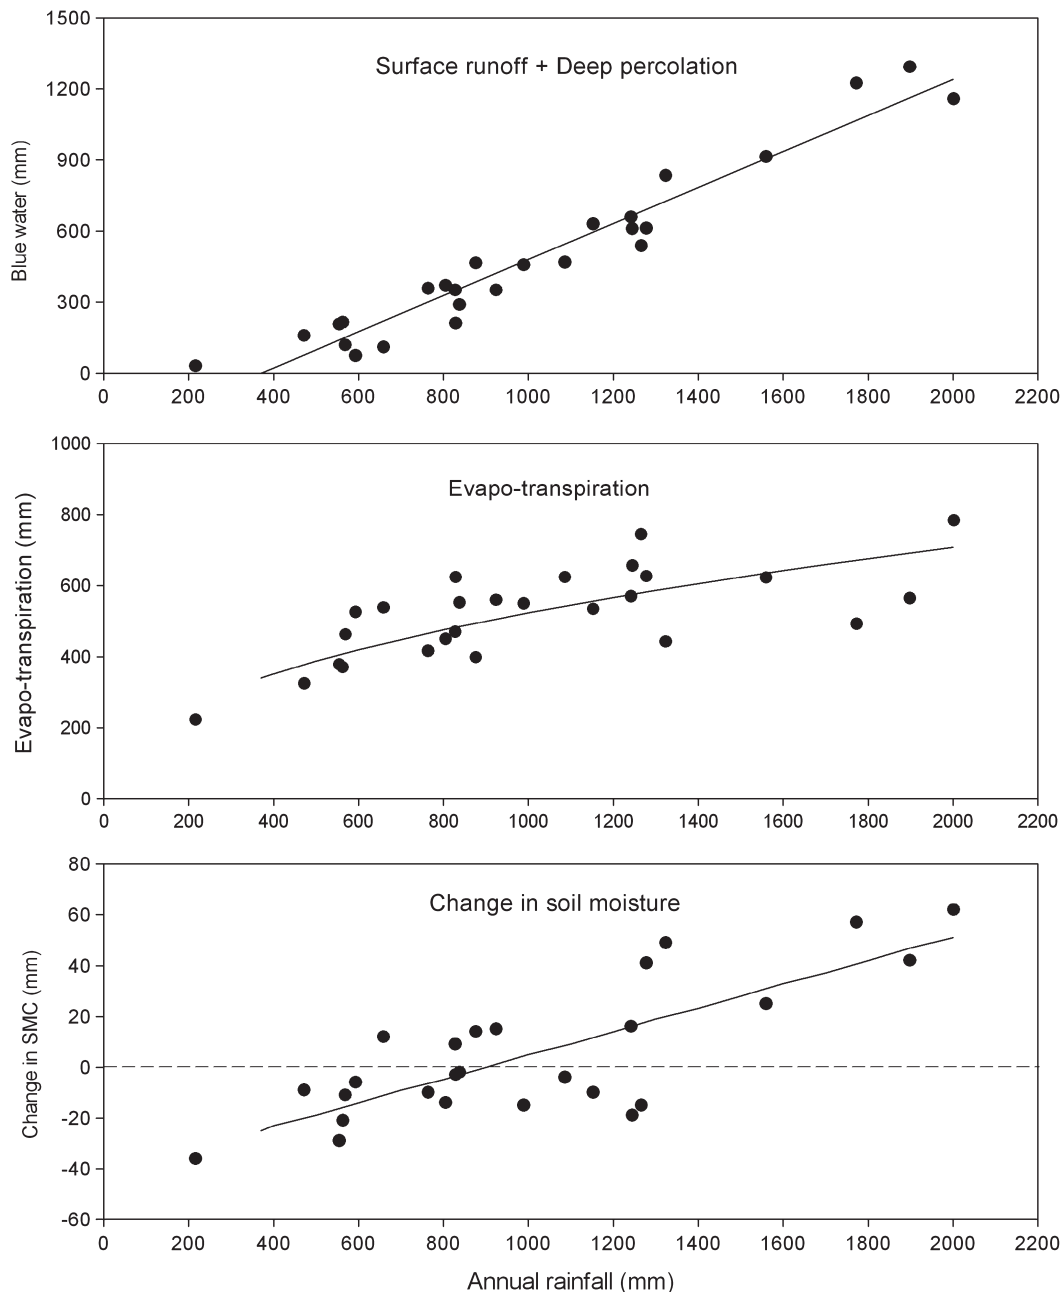 Surface runoff + Deep percolation
Blue water (mm)
1500
1200
900
600
300
0
0 200 400 600 800 1000 1200 1400 1600 1800 2000 2200
Evapo-transpiration
Evapo-transpiration (mm)
1000
800
600
400
200
0
0 200 400 600 800 1000 1200 1400 1600 1800 2000 2200
Change in soil moisture
Change in SMC (mm)
80
60
40
20
0
-20
-40
-60
0 200 400 600 800 1000 1200 1400 1600 1800 2000 2200
Annual rainfall (mm)